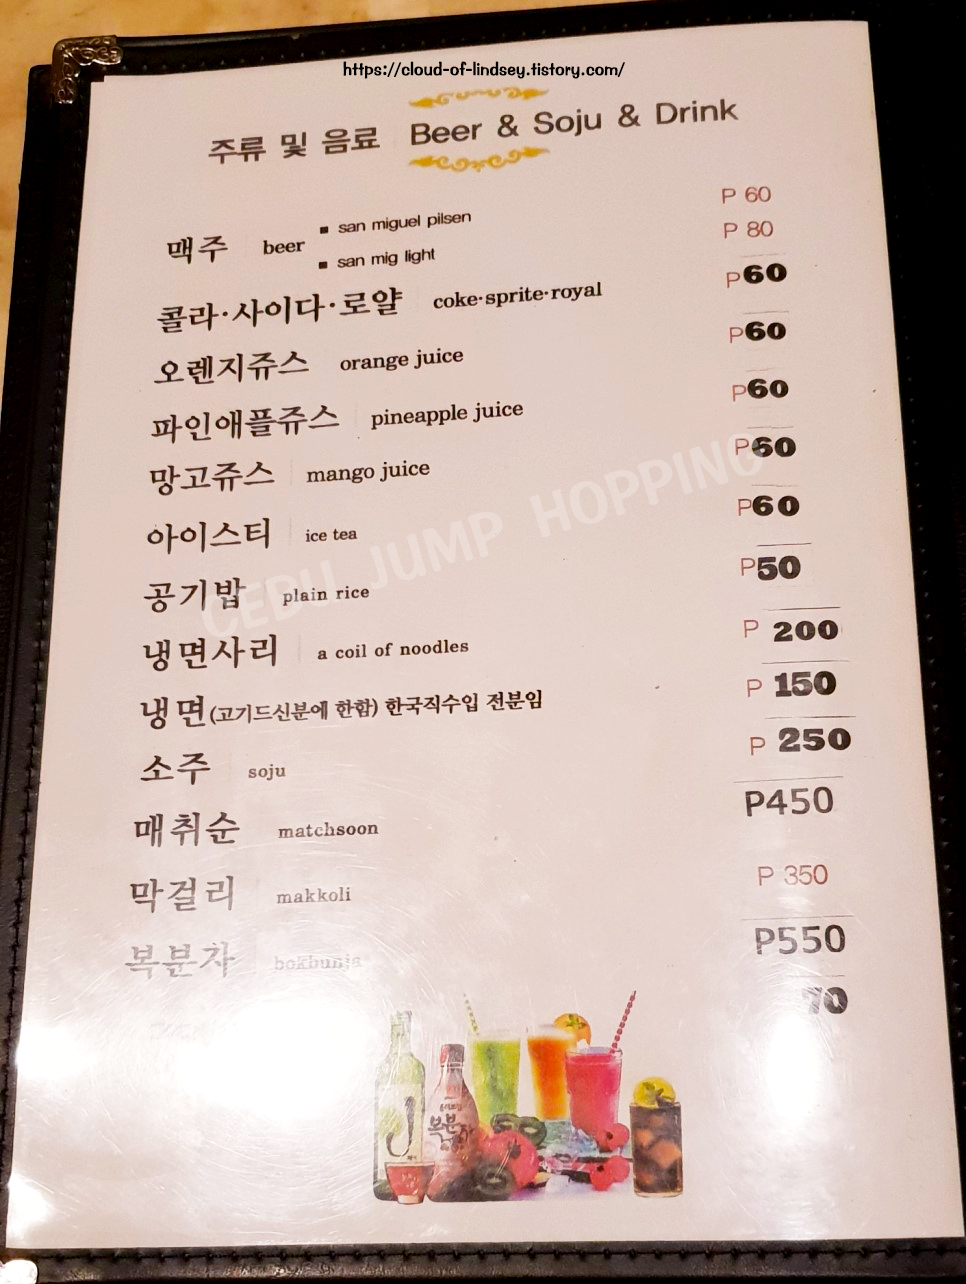 https://cloud-of-lindsey.tistory.com/
주류 및 음료 Beer & Soju & Drink
맥주 beer ■ san miguel pilsen P 60
■ san mig light P 80
콜라·사이다·로얄 coke·sprite·royal P60
오렌지쥬스 orange juice P60
파인애플쥬스 pineapple juice P60
망고쥬스 mango juice P60
아이스티 ice tea P60
공기밥 plain rice P50
냉면사리 a coil of noodles P 200
냉면(고기드신분에 한함) 한국직수입 전분임 P 150
소주 soju P 250
매취순 matchsoon P450
막걸리 makkoli P 350
복분자 bokbunja P550
70
CEBU JUMP HOPPING
복분자